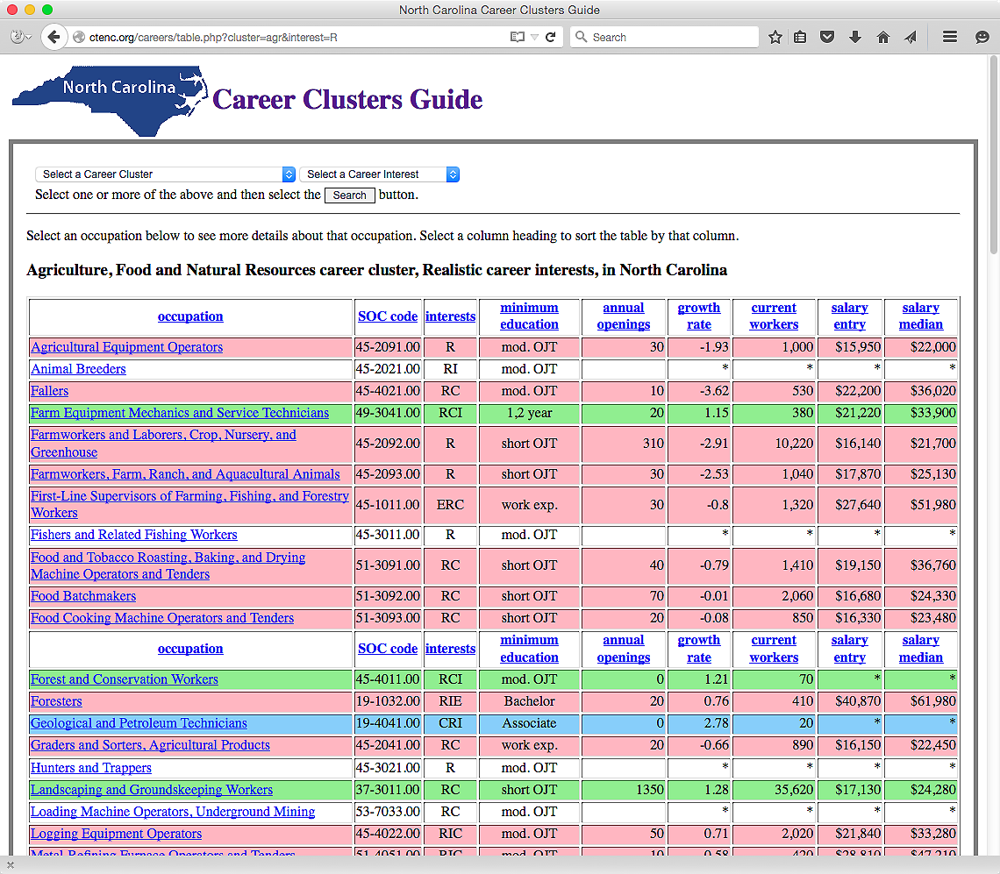 North Carolina Career Clusters Guide
ctenc.org/careers/table.php?cluster=agr&interest=R
Search
North Carolina
Career Clusters Guide
Select a Career Cluster Select a Career Interest
Select one or more of the above and then select the Search button.
Select an occupation below to see more details about that occupation. Select a column heading to sort the table by that column.
Agriculture, Food and Natural Resources career cluster, Realistic career interests, in North Carolina
occupation SOC code interests minimum education annual openings growth rate current workers salary entry salary median
Agricultural Equipment Operators 45-2091.00 R mod. OJT 30 -1.93 1,000 $15,950 $22,000
Animal Breeders 45-2021.00 RI mod. OJT * * * *
Fallers 45-4021.00 RC mod. OJT 10 -3.62 530 $22,200 $36,020
Farm Equipment Mechanics and Service Technicians 49-3041.00 RCI 1,2 year 20 1.15 380 $21,220 $33,900
Farmworkers and Laborers, Crop, Nursery, and Greenhouse 45-2092.00 R short OJT 310 -2.91 10,220 $16,140 $21,700
Farmworkers, Farm, Ranch, and Aquacultural Animals 45-2093.00 R short OJT 30 -2.53 1,040 $17,870 $25,130
First-Line Supervisors of Farming, Fishing, and Forestry Workers 45-1011.00 ERC work exp. 30 -0.8 1,320 $27,640 $51,980
Fishers and Related Fishing Workers 45-3011.00 R mod. OJT * * * *
Food and Tobacco Roasting, Baking, and Drying Machine Operators and Tenders 51-3091.00 RC short OJT 40 -0.79 1,410 $19,150 $36,760
Food Batchmakers 51-3092.00 RC short OJT 70 -0.01 2,060 $16,680 $24,330
Food Cooking Machine Operators and Tenders 51-3093.00 RC short OJT 20 -0.08 850 $16,330 $23,480
occupation SOC code interests minimum education annual openings growth rate current workers salary entry salary median
Forest and Conservation Workers 45-4011.00 RCI mod. OJT 0 1.21 70 * *
Foresters 19-1032.00 RIE Bachelor 20 0.76 410 $40,870 $61,980
Geological and Petroleum Technicians 19-4041.00 CRI Associate 0 2.78 20 * *
Graders and Sorters, Agricultural Products 45-2041.00 RC work exp. 20 -0.66 890 $16,150 $22,450
Hunters and Trappers 45-3021.00 R mod. OJT * * * *
Landscaping and Groundskeeping Workers 37-3011.00 RC short OJT 1350 1.28 35,620 $17,130 $24,280
Loading Machine Operators, Underground Mining 53-7033.00 RC mod. OJT * * * *
Logging Equipment Operators 45-4022.00 RIC mod. OJT 50 0.71 2,020 $21,840 $33,280
Metal-Refining Furnace Operators and Tenders 51-4051.00 RIC mod. OJT 10 0.58 420 $28,810 $47,210